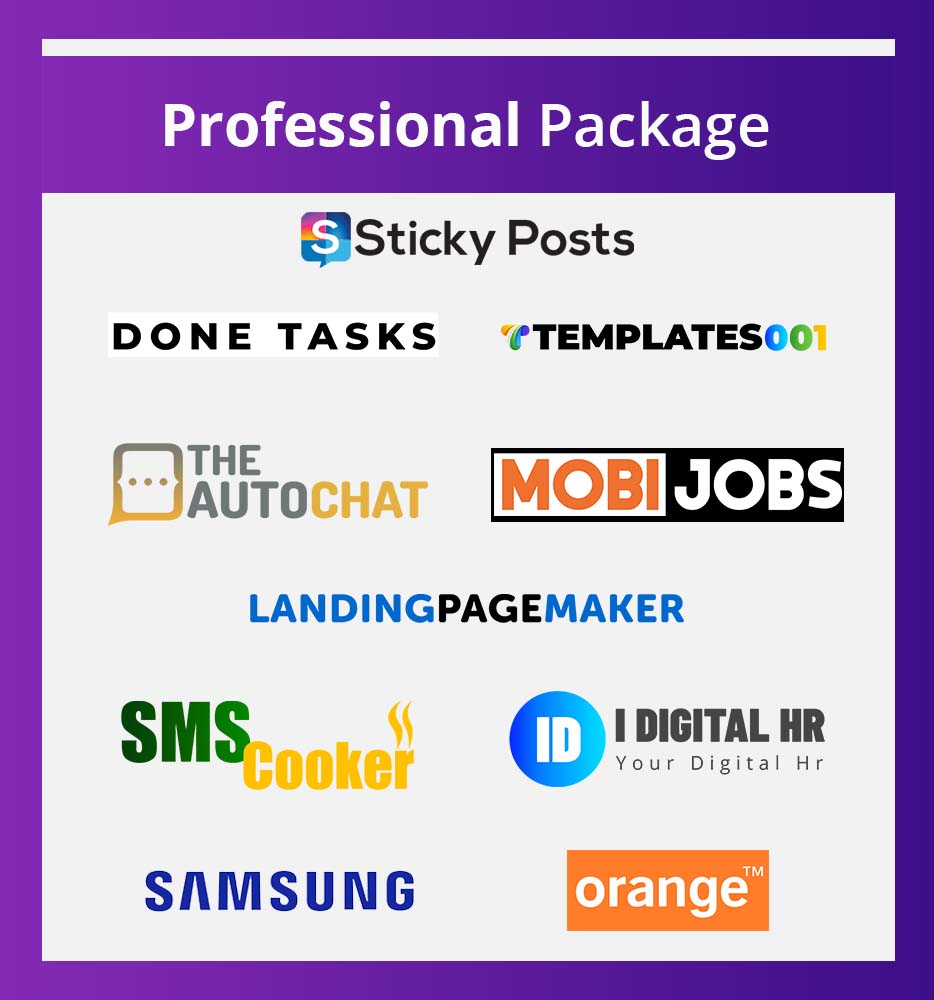 Professional Package
S Sticky Posts
DONE TASKS
TEMPLATES001
THE
AUTOCHAT
MOBI JOBS
LANDINGPAGEMAKER
SMS
Cooker
ID I DIGITAL HR
Your Digital Hr
SAMSUNG
orange™